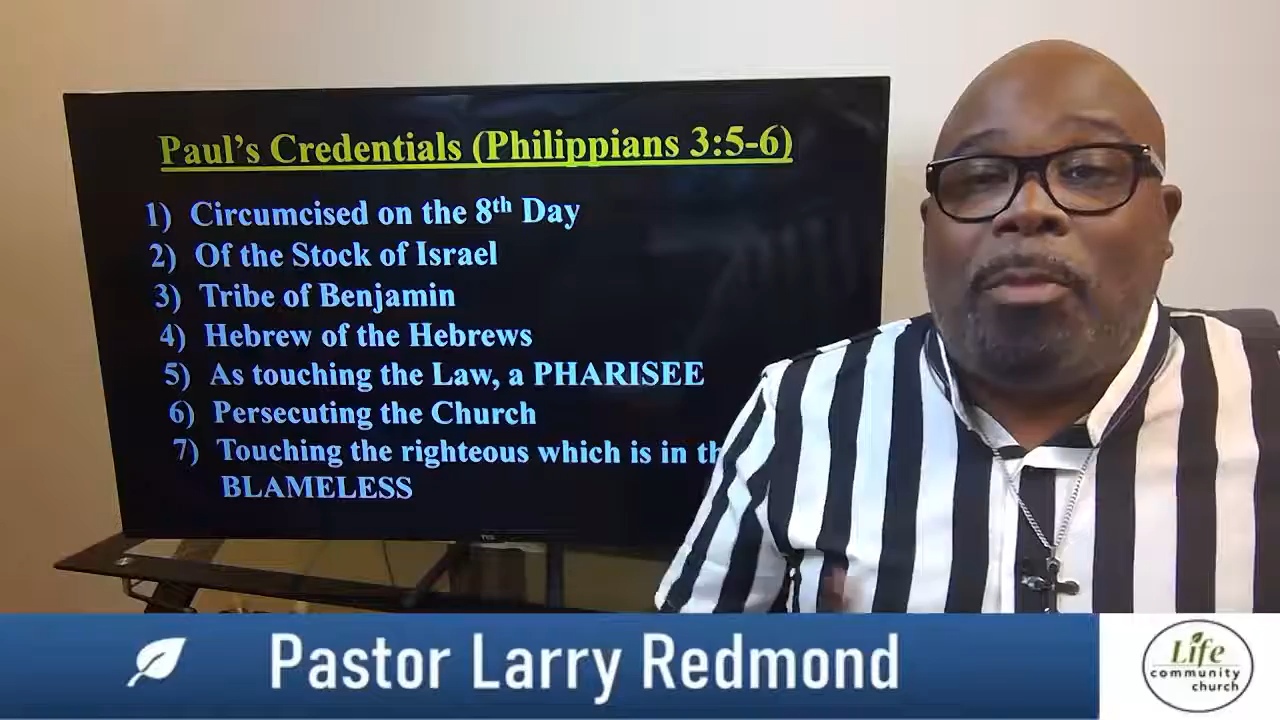 Paul's Credentials (Philippians 3:5-6)
1) Circumcised on the 8th Day
2) Of the Stock of Israel
3) Tribe of Benjamin
4) Hebrew of the Hebrews
5) As touching the Law, a PHARISEE
6) Persecuting the Church
7) Touching the righteous which is in th
BLAMELESS
TCL
Pastor Larry Redmond
Life
community
church